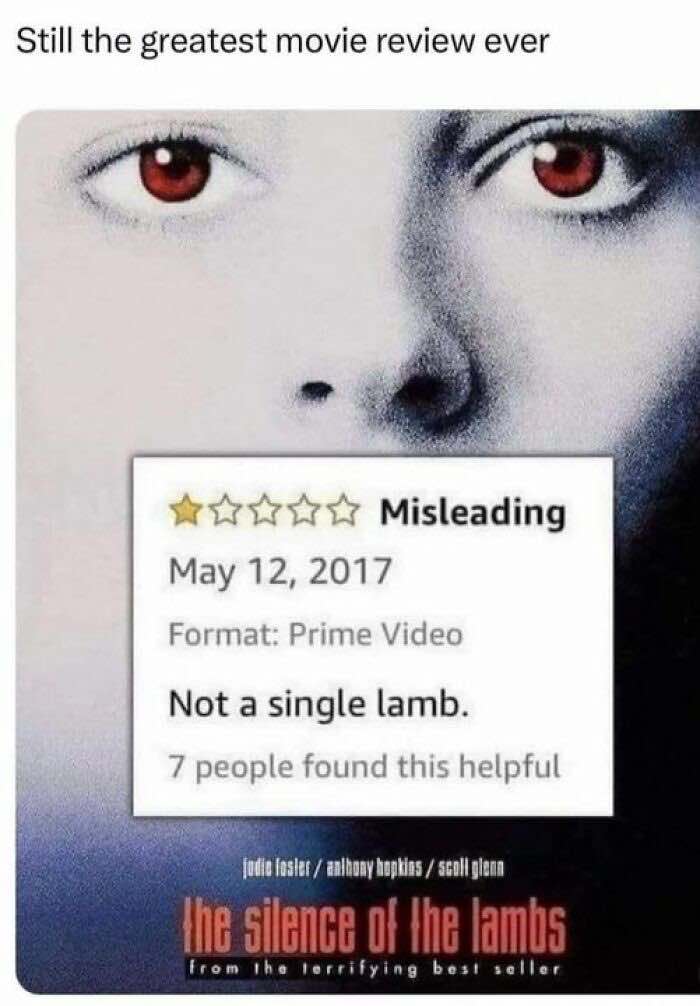 Still the greatest movie review ever
Misleading
May 12, 2017
Format: Prime Video
Not a single lamb.
7 people found this helpful
jodie foster / anthony hopkins / scott glenn
the silence of the lambs
from the terrifying best seller